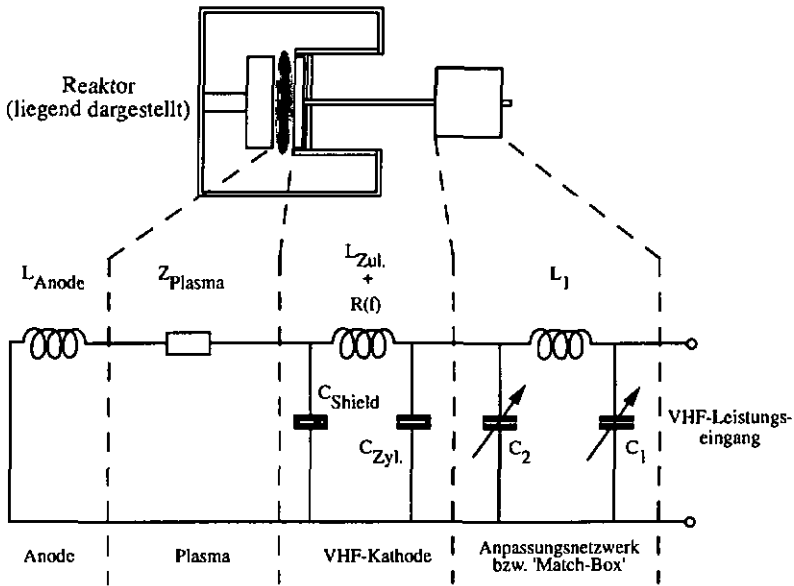 Reaktor
(liegend dargestellt)
L_Anode
Z_Plasma
L_Zul.
+
R(f)
L_1
C_Shield
C_Zyl.
C_2
C_1
VHF-Leistungs-
eingang
Anode
Plasma
VHF-Kathode
Anpassungsnetzwerk
bzw. 'Match-Box'